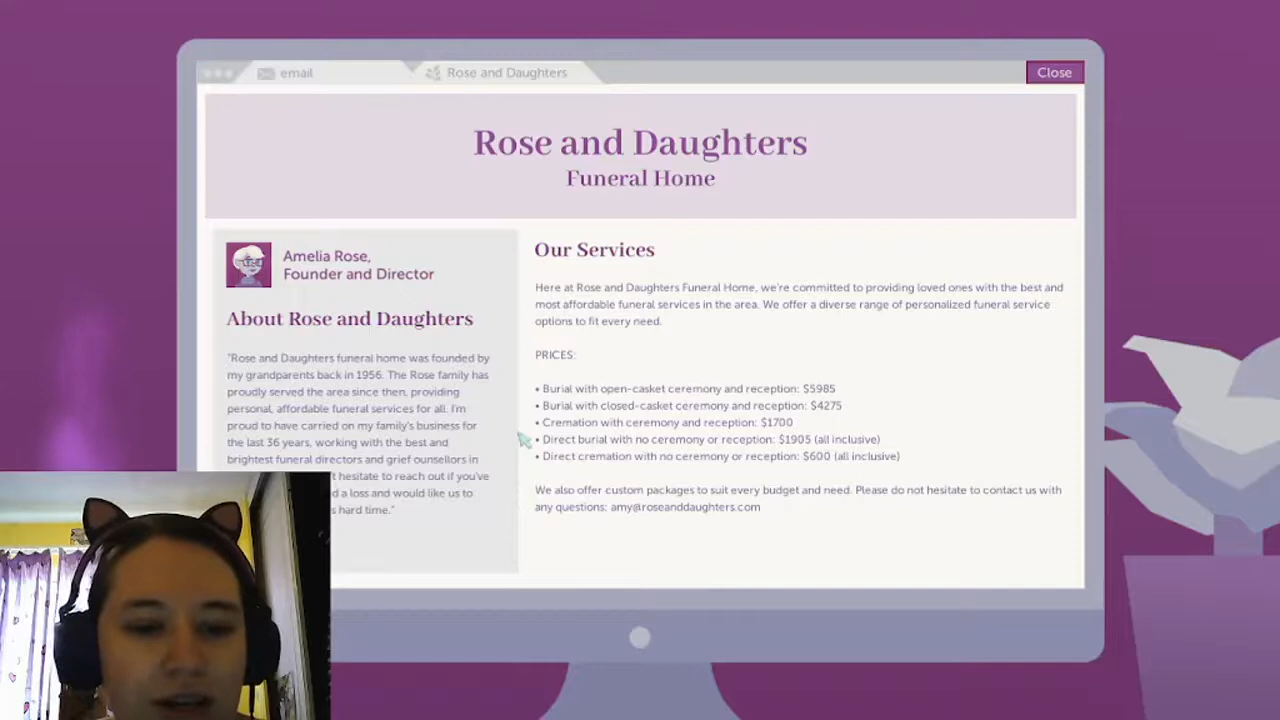 email
Rose and Daughters
Close
Rose and Daughters
Funeral Home
Amelia Rose,
Founder and Director
About Rose and Daughters
"Rose and Daughters funeral home was founded by
my grandparents back in 1956. The Rose family has
proudly served the area since then, providing
personal, affordable funeral services for all. I'm
proud to have carried on my family's business for
the last 36 years, working with the best and
brightest funeral directors and grief ounsellors in
t hesitate to reach out if you've
d a loss and would like us to
s hard time."
Our Services
Here at Rose and Daughters Funeral Home, we're committed to providing loved ones with the best and
most affordable funeral services in the area. We offer a diverse range of personalized funeral service
options to fit every need.
PRICES:
• Burial with open-casket ceremony and reception: $5985
• Burial with closed-casket ceremony and reception: $4275
• Cremation with ceremony and reception: $1700
• Direct burial with no ceremony or reception: $1905 (all inclusive)
• Direct cremation with no ceremony or reception: $600 (all inclusive)
We also offer custom packages to suit every budget and need. Please do not hesitate to contact us with
any questions: amy@roseanddaughters.com